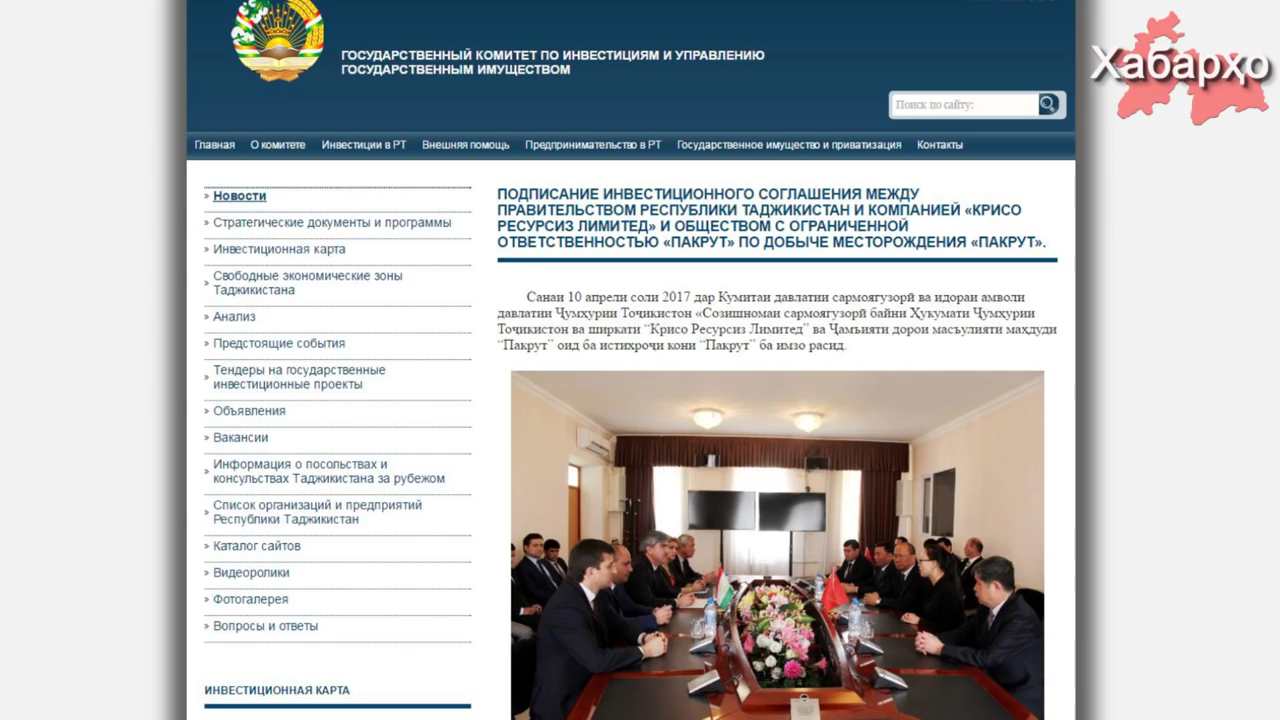 Хабарҳо
ГОСУДАРСТВЕННЫЙ КОМИТЕТ ПО ИНВЕСТИЦИЯМ И УПРАВЛЕНИЮ
ГОСУДАРСТВЕННЫМ ИМУЩЕСТВОМ
Поиск по сайту:
Главная О комитете Инвестиции в РТ Внешняя помощь Предпринимательство в РТ Государственное имущество и приватизация Контакты
Новости
Стратегические документы и программы
Инвестиционная карта
Свободные экономические зоны
Таджикистана
Анализ
Предстоящие события
Тендеры на государственные
инвестиционные проекты
Объявления
Вакансии
Информация о посольствах и
консульствах Таджикистана за рубежом
Список организаций и предприятий
Республики Таджикистан
Каталог сайтов
Видеоролики
Фотогалерея
Вопросы и ответы
ИНВЕСТИЦИОННАЯ КАРТА
ПОДПИСАНИЕ ИНВЕСТИЦИОННОГО СОГЛАШЕНИЯ МЕЖДУ
ПРАВИТЕЛЬСТВОМ РЕСПУБЛИКИ ТАДЖИКИСТАН И КОМПАНИЕЙ «КРИСО
РЕСУРСИЗ ЛИМИТЕД» И ОБЩЕСТВОМ С ОГРАНИЧЕННОЙ
ОТВЕТСТВЕННОСТЬЮ «ПАКРУТ» ПО ДОБЫЧЕ МЕСТОРОЖДЕНИЯ «ПАКРУТ».
Санаи 10 апрели соли 2017 дар Кумитаи давлатии сармоягузорӣ ва идораи амволи
давлатии Ҷумҳурии Тоҷикистон «Созишномаи сармоягузорӣ байни Ҳукумати Ҷумҳурии
Тоҷикистон ва ширкати “Крисо Ресурсиз Лимитед” ва Ҷамъияти дорои масъулияти маҳдуди
“Пакрут” оид ба истихроҷи кони “Пакрут” ба имзо расид.